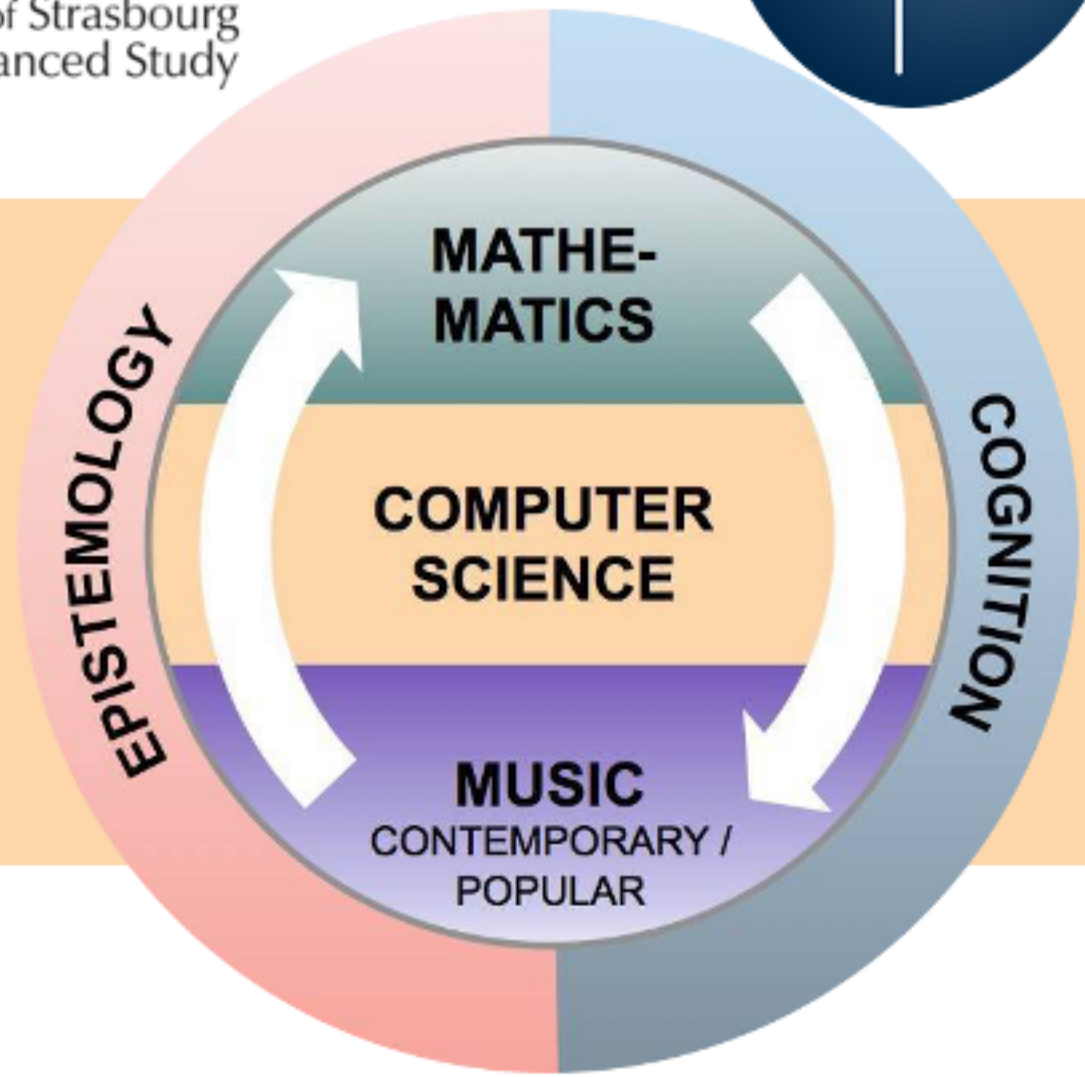 of Strasbourg
anced Study
MATHE-
MATICS
EPISTEMOLOGY
COGNITION
COMPUTER
SCIENCE
MUSIC
CONTEMPORARY /
POPULAR